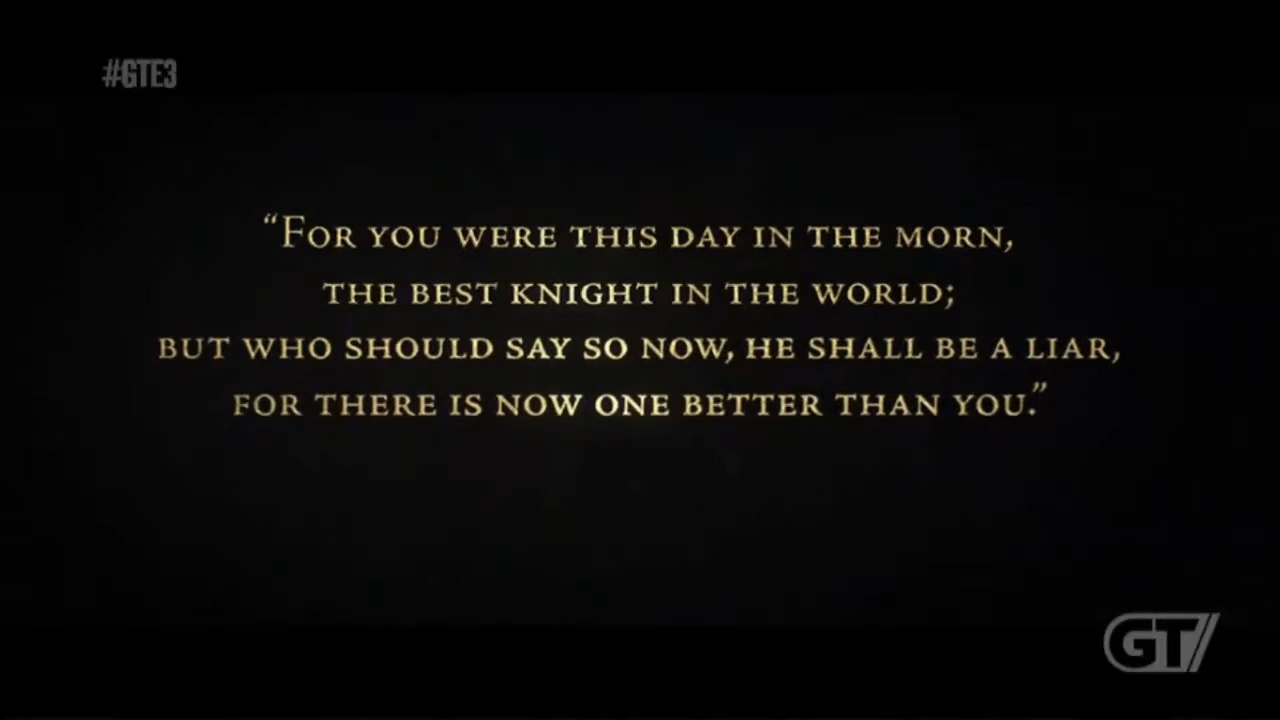 #GTE3
“For you were this day in the morn,
the best knight in the world;
but who should say so now, he shall be a liar,
for there is now one better than you.”
GT